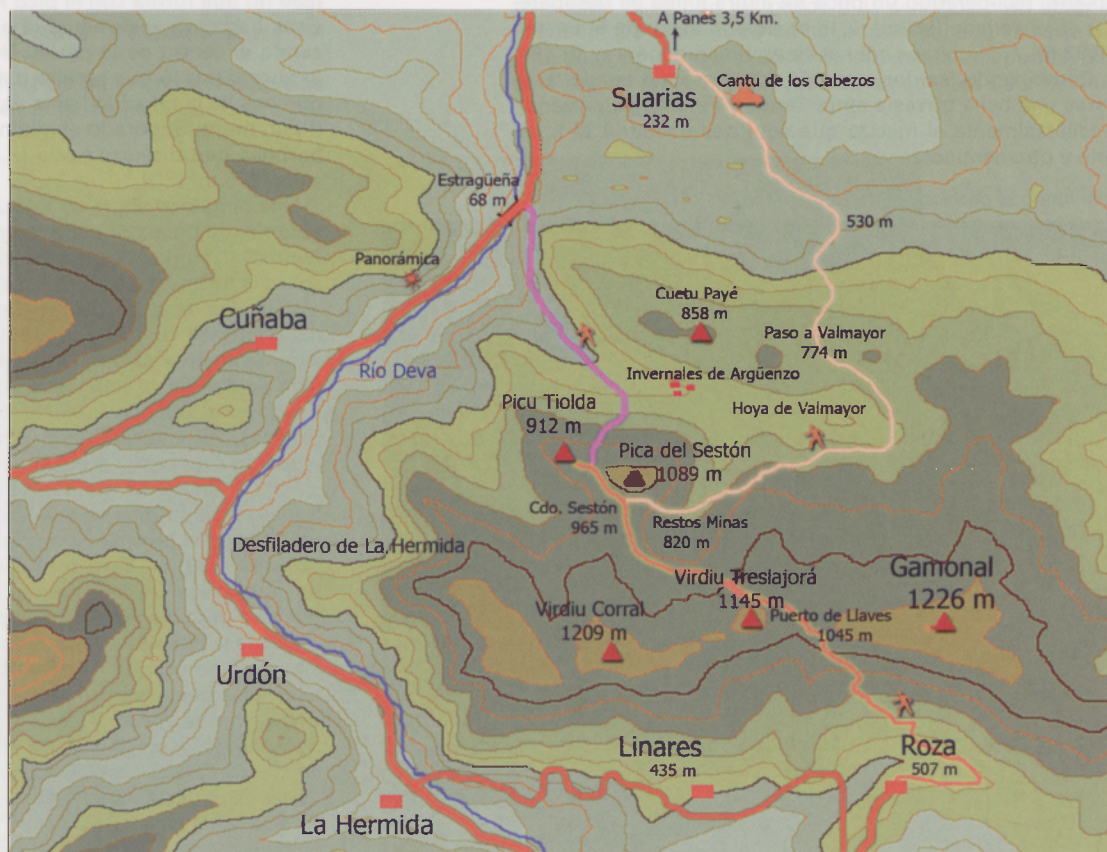 A Panes 3,5 Km.
Cantu de los Cabezos
Suarias
232 m
Estragüeña
68 m
530 m
Panorámica
Cuetu Payé
858 m
Cuñaba
Paso a Valmayor
774 m
Río Deva
Invernales de Argüenzo
Picu Tiolda
912 m
Hoya de Valmayor
Pica del Sestón
1089 m
Cdo. Sestón
965 m
Restos Minas
820 m
Desfiladero de La Hermida
Virdiu Treslajorá
1145 m
Gamonal
1226 m
Virdiu Corral
1209 m
Puerto de Llaves
1045 m
Urdón
Linares
435 m
Roza
507 m
La Hermida